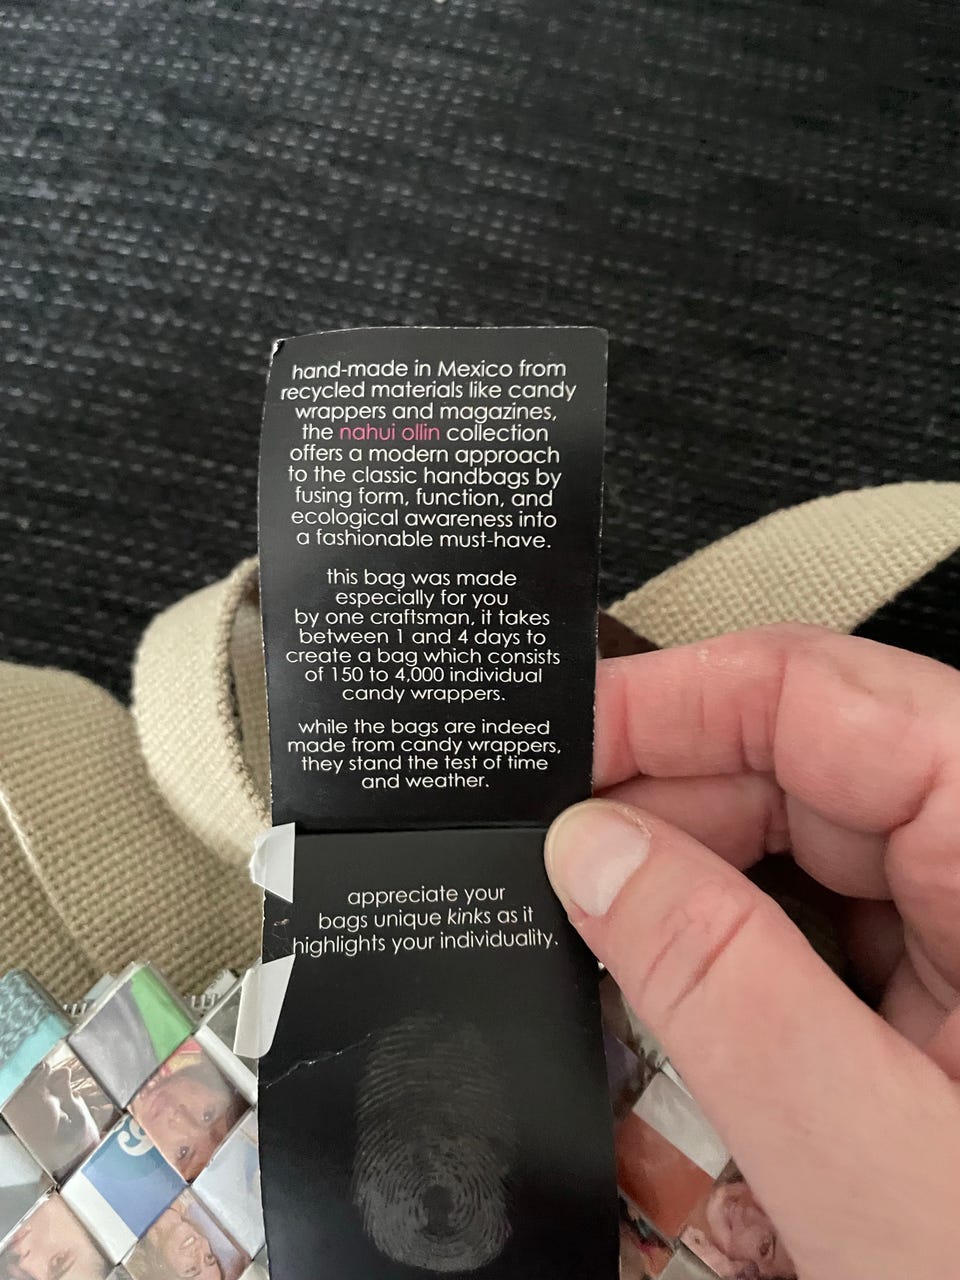 hand-made in Mexico from
recycled materials like candy
wrappers and magazines,
the nahui ollin collection
offers a modern approach
to the classic handbags by
fusing form, function, and
ecological awareness into
a fashionable must-have.
this bag was made
especially for you
by one craftsman, it takes
between 1 and 4 days to
create a bag which consists
of 150 to 4,000 individual
candy wrappers.
while the bags are indeed
made from candy wrappers,
they stand the test of time
and weather.
appreciate your
bags unique kinks as it
highlights your individuality.